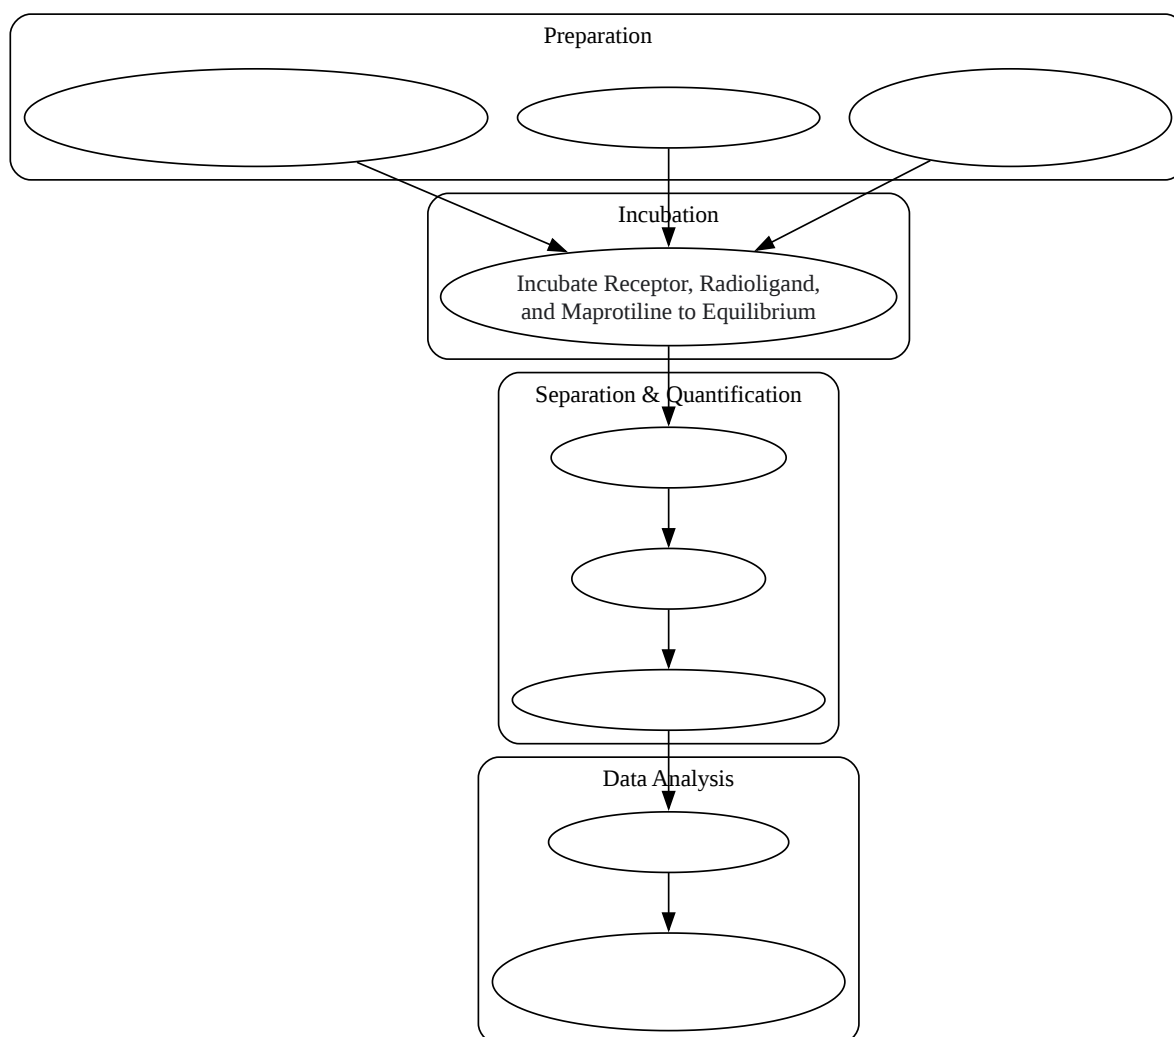 Preparation
Incubation
Incubate Receptor, Radioligand,
and Maprotiline to Equilibrium
Separation & Quantification
Data Analysis